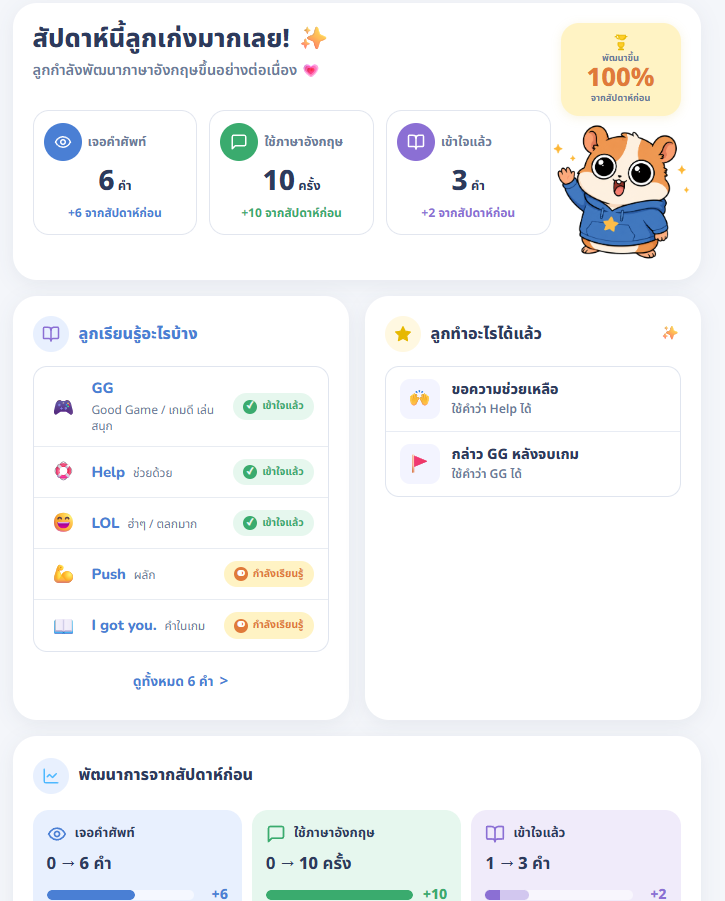 สัปดาห์นี้ลูกเก่งมากเลย! ✨
ลูกกำลังพัฒนาภาษาอังกฤษขึ้นอย่างต่อเนื่อง 💗
พัฒนาขึ้น
100%
จากสัปดาห์ก่อน
เจอคำศัพท์
6 คำ
+6 จากสัปดาห์ก่อน
ใช้ภาษาอังกฤษ
10 ครั้ง
+10 จากสัปดาห์ก่อน
เข้าใจแล้ว
3 คำ
+2 จากสัปดาห์ก่อน
ลูกเรียนรู้อะไรบ้าง
GG
Good Game / เกมดี เล่น
สนุก
เข้าใจแล้ว
Help ช่วยด้วย
เข้าใจแล้ว
LOL ฮ่าๆ / ตลกมาก
เข้าใจแล้ว
Push ผลัก
กำลังเรียนรู้
I got you. คำในเกม
กำลังเรียนรู้
ดูทั้งหมด 6 คำ >
ลูกทำอะไรได้แล้ว
ขอความช่วยเหลือ
ใช้คำว่า Help ได้
กล่าว GG หลังจบเกม
ใช้คำว่า GG ได้
พัฒนาการจากสัปดาห์ก่อน
เจอคำศัพท์
0 → 6 คำ
+6
ใช้ภาษาอังกฤษ
0 → 10 ครั้ง
+10
เข้าใจแล้ว
1 → 3 คำ
+2